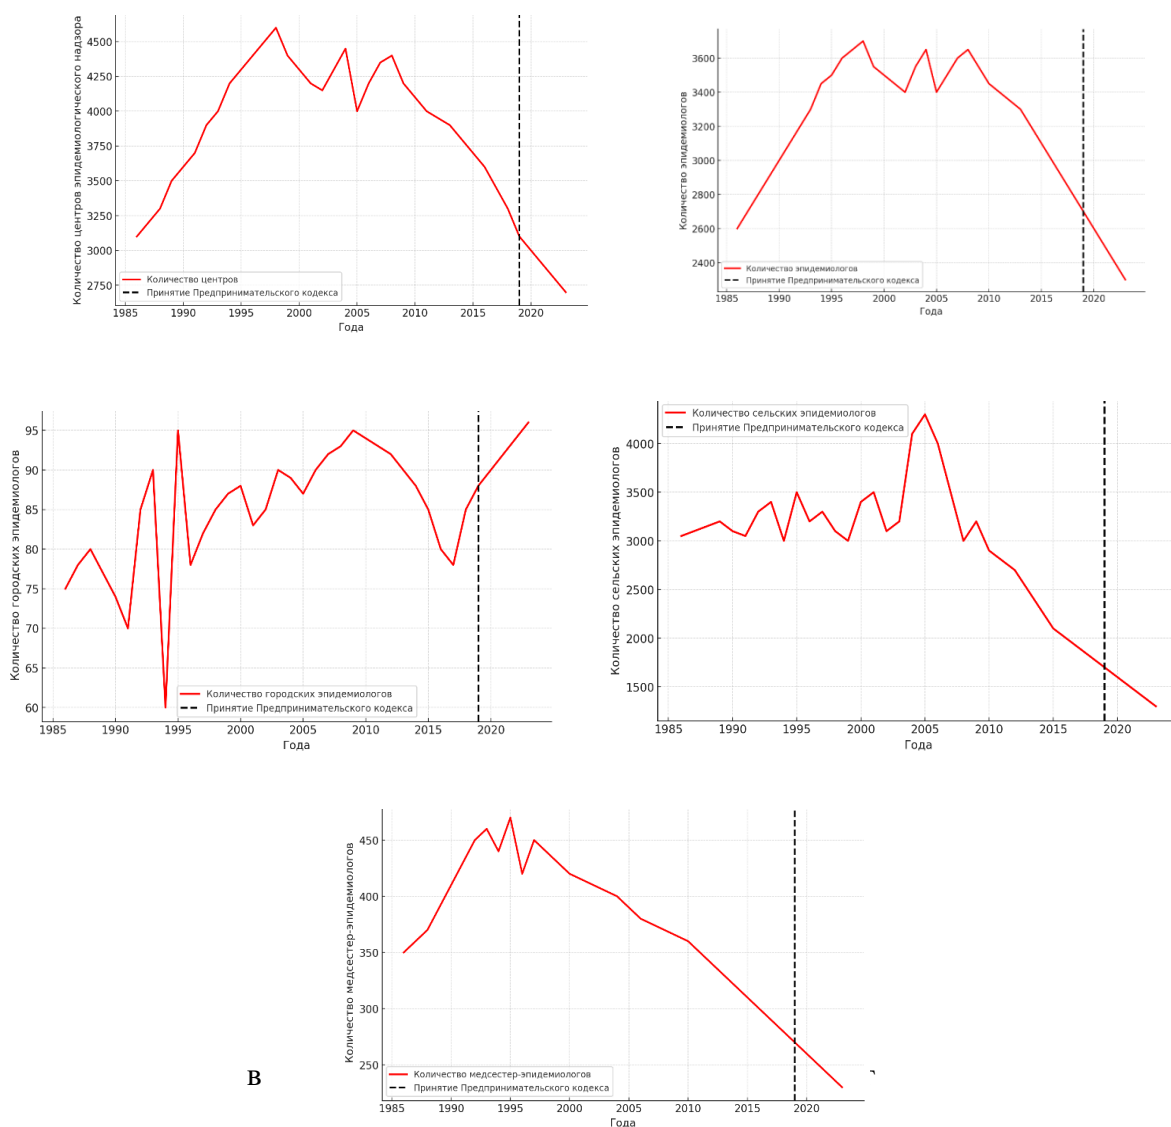 Количество центров эпидемиологического надзора
4500
4250
4000
3750
3500
3250
3000
2750
Количество центров
Принятие Предпринимательского кодекса
1985 1990 1995 2000 2005 2010 2015 2020
Года
Количество эпидемиологов
3600
3400
3200
3000
2800
2600
2400
Количество эпидемиологов
Принятие Предпринимательского кодекса
1985 1990 1995 2000 2005 2010 2015 2020
Года
Количество городских эпидемиологов
95
90
85
80
75
70
65
60
Количество городских эпидемиологов
Принятие Предпринимательского кодекса
1985 1990 1995 2000 2005 2010 2015 2020
Года
Количество сельских эпидемиологов
Количество сельских эпидемиологов
Принятие Предпринимательского кодекса
4000
3500
3000
2500
2000
1500
1985 1990 1995 2000 2005 2010 2015 2020
Года
Количество медсестер-эпидемиологов
450
400
350
300
250
Количество медсестер-эпидемиологов
Принятие Предпринимательского кодекса
1985 1990 1995 2000 2005 2010 2015 2020
Года
в